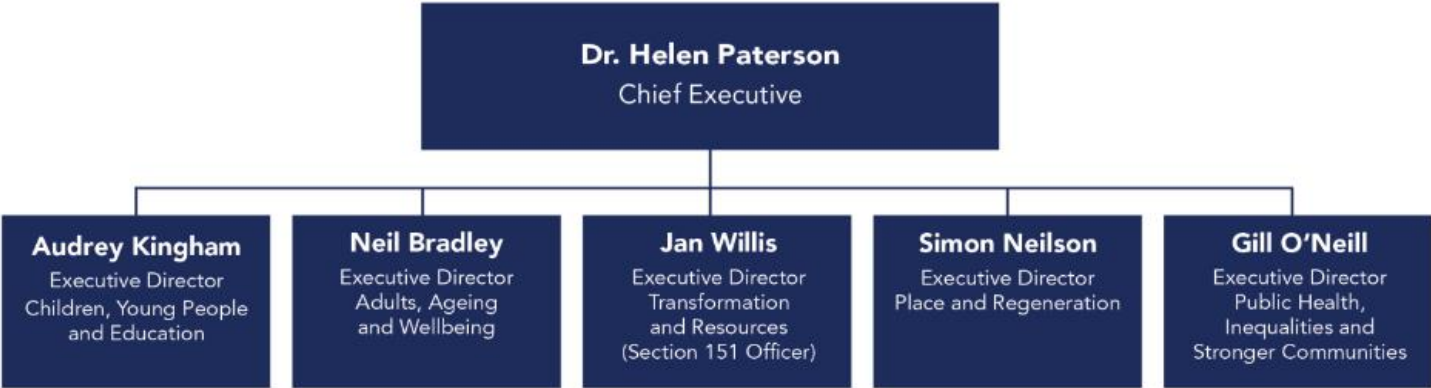 Dr. Helen Paterson
Chief Executive
Audrey Kingham
Executive Director
Children, Young People
and Education
Neil Bradley
Executive Director
Adults, Ageing
and Wellbeing
Jan Willis
Executive Director
Transformation
and Resources
(Section 151 Officer)
Simon Neilson
Executive Director
Place and Regeneration
Gill O’Neill
Executive Director
Public Health,
Inequalities and
Stronger Communities